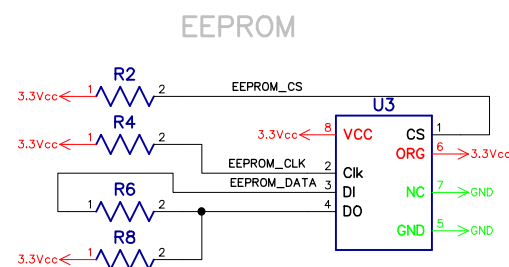 EEPROM
R2
3.3Vcc 1 2 EEPROM_CS
U3
R4
3.3Vcc 1 2
3.3Vcc 8 VCC CS 1
ORG 6 3.3Vcc
EEPROM_CLK 2 Clk
EEPROM_DATA 3 DI
NC 7 GND
R6
1 2 4 DO
GND 5 GND
R8
3.3Vcc 1 2